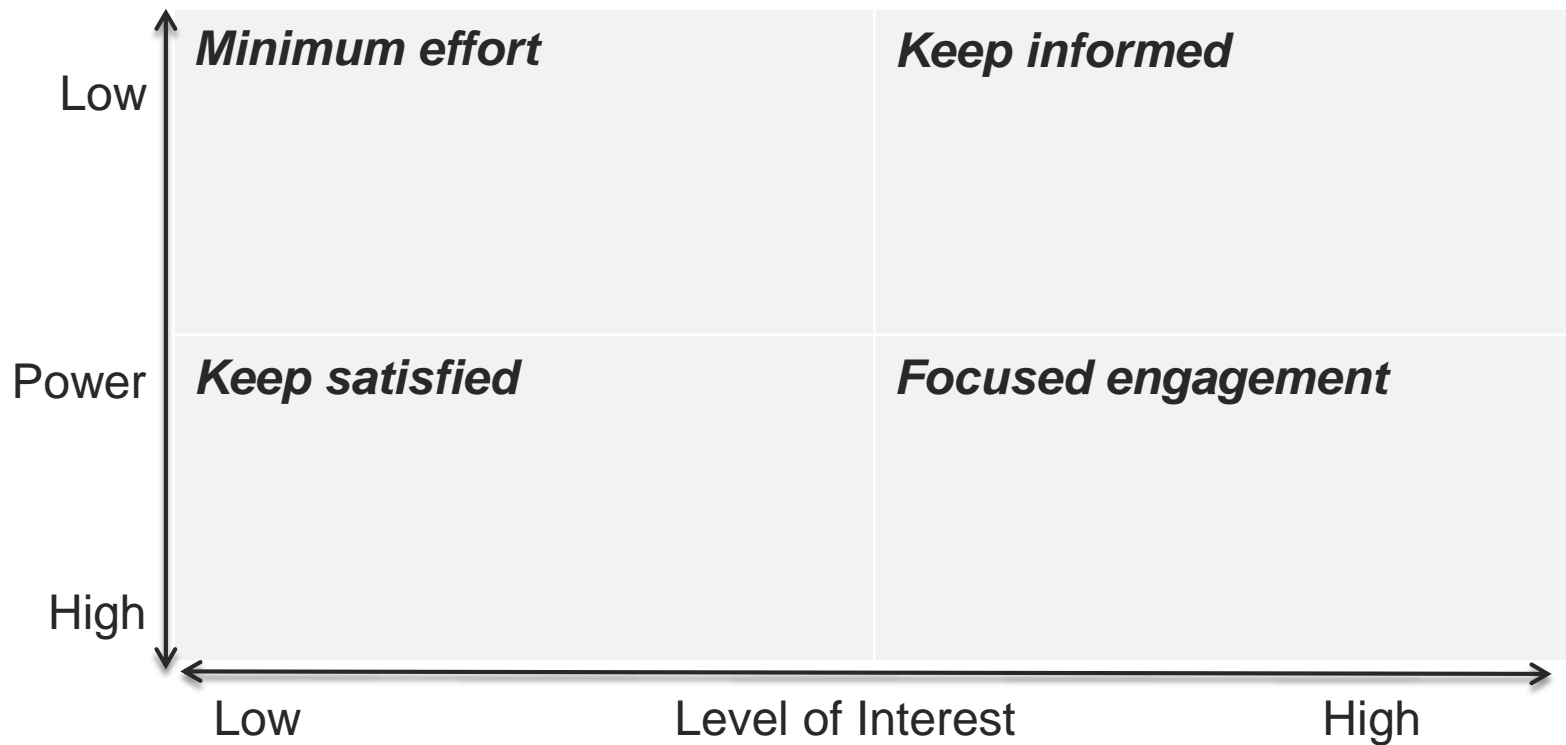 Minimum effort
Keep informed
Low
Power
Keep satisfied
Focused engagement
High
Low
Level of Interest
High